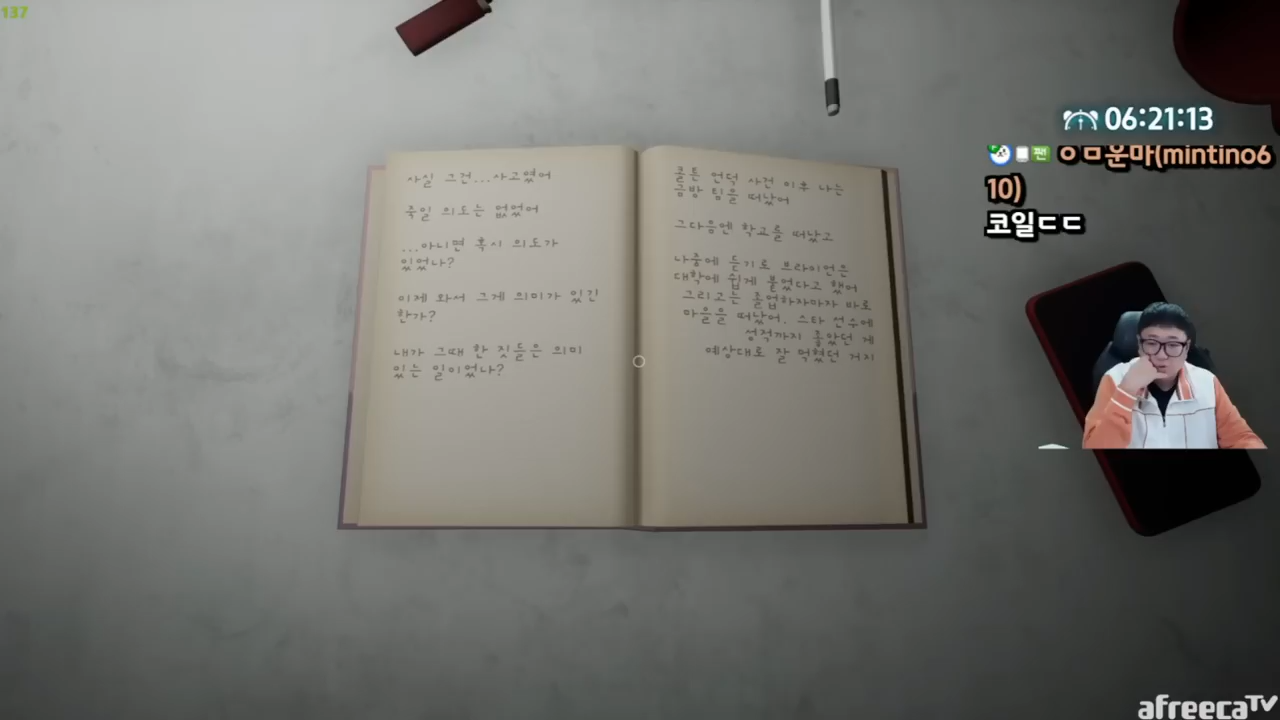 137
사실 그건...사고였어
죽일 의도는 없었어
...아니면 혹시 의도가
있었나?
이제 와서 그게 의미가 있긴
한가?
내가 그때 한 짓들은 의미
있는 일이었나?
콜튼 언덕 사건 이후 나는
금방 팀을 떠났어
그다음엔 학교를 떠났고
나중에 듣기로 브라이언은
대학에 쉽게 붙었다고 했어
그리고는 졸업하자마자 바로
마을을 떠났어. 스타 선수에
성적까지 좋았던 게
예상대로 잘 먹혔던 거지
06:21:13
팬 ㅇㅁ운마(mintino6
10)
코일ㄷㄷ
afreecaTV